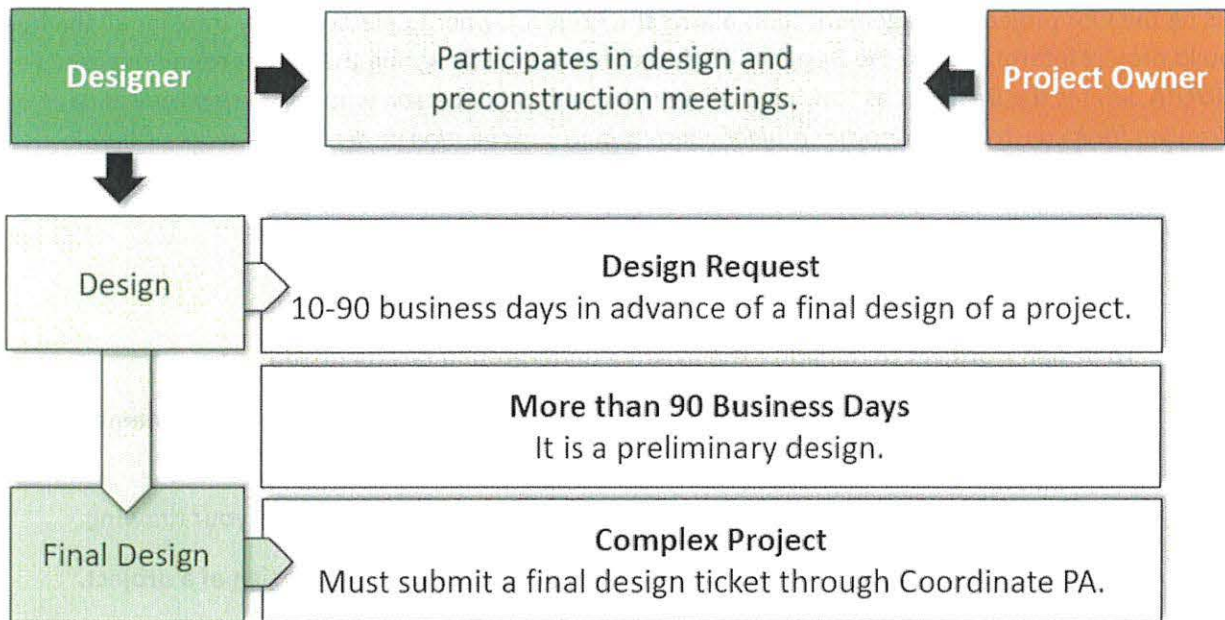 Designer
Participates in design and
preconstruction meetings.
Project Owner
Design
Design Request
10-90 business days in advance of a final design of a project.
More than 90 Business Days
It is a preliminary design.
Final Design
Complex Project
Must submit a final design ticket through Coordinate PA.